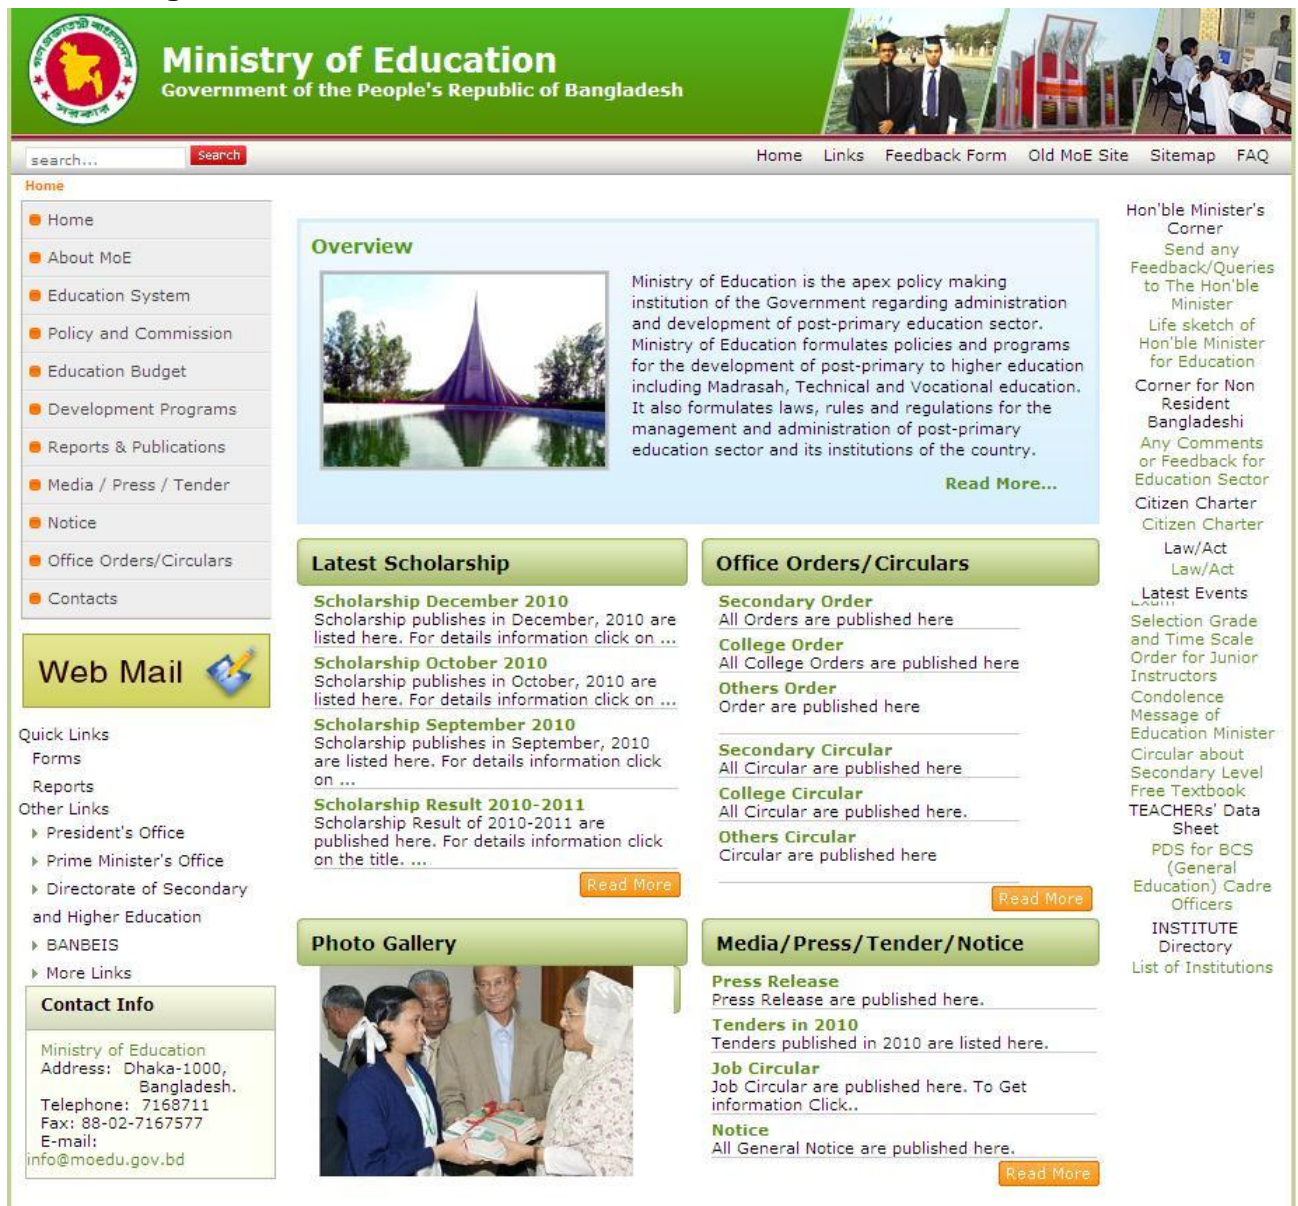 Ministry of Education
Government of the People's Republic of Bangladesh
search...
Search
Home Links Feedback Form Old MoE Site Sitemap FAQ
Home
Home
About MoE
Education System
Policy and Commission
Education Budget
Development Programs
Reports & Publications
Media / Press / Tender
Notice
Office Orders/Circulars
Contacts
Web Mail
Quick Links
Forms
Reports
Other Links
President's Office
Prime Minister's Office
Directorate of Secondary
and Higher Education
BANBEIS
More Links
Contact Info
Ministry of Education
Address: Dhaka-1000,
Bangladesh.
Telephone: 7168711
Fax: 88-02-7167577
E-mail:
info@moedu.gov.bd
Overview
Ministry of Education is the apex policy making
institution of the Government regarding administration
and development of post-primary education sector.
Ministry of Education formulates policies and programs
for the development of post-primary to higher education
including Madrasah, Technical and Vocational education.
It also formulates laws, rules and regulations for the
management and administration of post-primary
education sector and its institutions of the country.
Read More...
Latest Scholarship
Scholarship December 2010
Scholarship publishes in December, 2010 are
listed here. For details information click on ...
Scholarship October 2010
Scholarship publishes in October, 2010 are
listed here. For details information click on ...
Scholarship September 2010
Scholarship publishes in September, 2010
are listed here. For details information click
on ...
Scholarship Result 2010-2011
Scholarship Result of 2010-2011 are
published here. For details information click
on the title. ...
Read More
Office Orders/Circulars
Secondary Order
All Orders are published here
College Order
All College Orders are published here
Others Order
Order are published here
Secondary Circular
All Circular are published here
College Circular
All Circular are published here.
Others Circular
Circular are published here
Read More
Photo Gallery
Media/Press/Tender/Notice
Press Release
Press Release are published here.
Tenders in 2010
Tenders published in 2010 are listed here.
Job Circular
Job Circular are published here. To Get
information Click..
Notice
All General Notice are published here.
Read More
Hon'ble Minister's
Corner
Send any
Feedback/Queries
to The Hon'ble
Minister
Life sketch of
Hon'ble Minister
for Education
Corner for Non
Resident
Bangladeshi
Any Comments
or Feedback for
Education Sector
Citizen Charter
Citizen Charter
Law/Act
Law/Act
Latest Events
Selection Grade
and Time Scale
Order for Junior
Instructors
Condolence
Message of
Education Minister
Circular about
Secondary Level
Free Textbook
TEACHERs' Data
Sheet
PDS for BCS
(General
Education) Cadre
Officers
INSTITUTE
Directory
List of Institutions